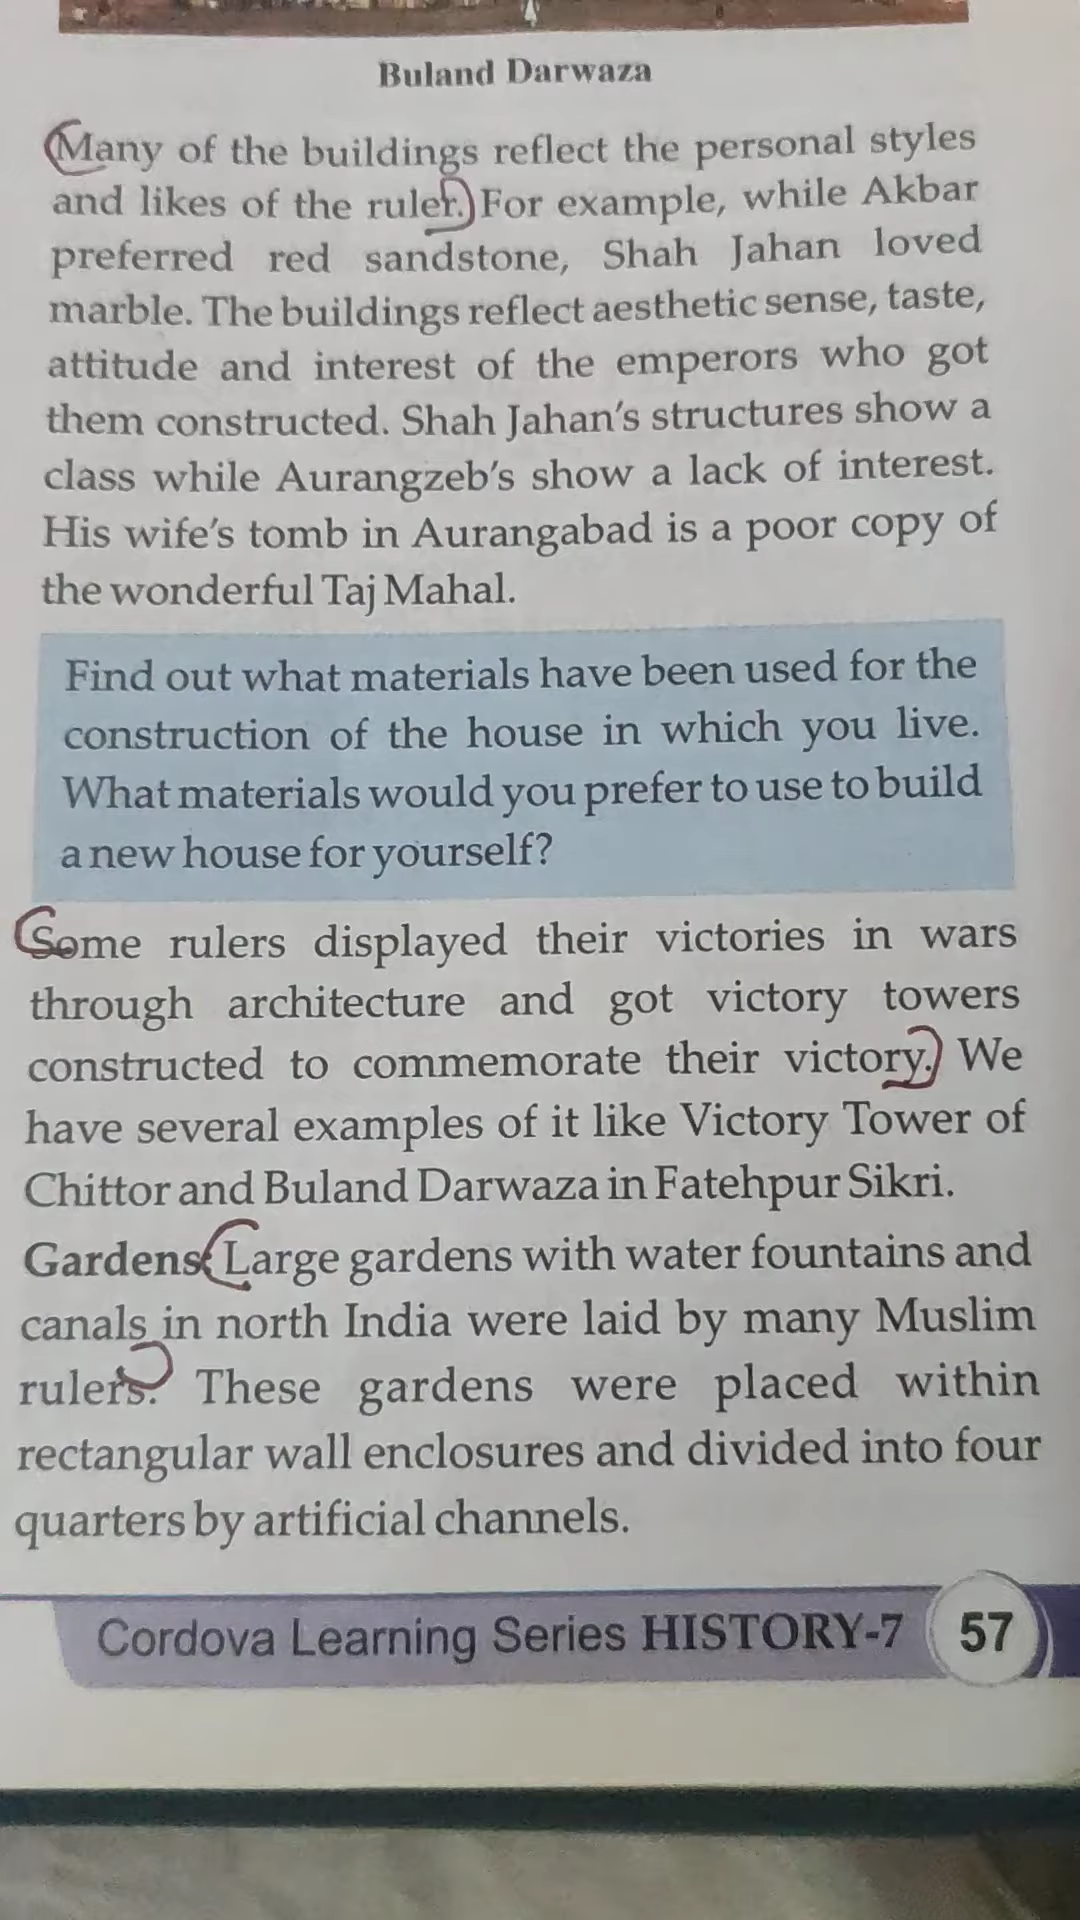 Buland Darwaza
Many of the buildings reflect the personal styles
and likes of the ruler. For example, while Akbar
preferred red sandstone, Shah Jahan loved
marble. The buildings reflect aesthetic sense, taste,
attitude and interest of the emperors who got
them constructed. Shah Jahan's structures show a
class while Aurangzeb's show a lack of interest.
His wife's tomb in Aurangabad is a poor copy of
the wonderful Taj Mahal.
Find out what materials have been used for the
construction of the house in which you live.
What materials would you prefer to use to build
a new house for yourself?
Some rulers displayed their victories in wars
through architecture and got victory towers
constructed to commemorate their victory. We
have several examples of it like Victory Tower of
Chittor and Buland Darwaza in Fatehpur Sikri.
Gardens: Large gardens with water fountains and
canals in north India were laid by many Muslim
rulers. These gardens were placed within
rectangular wall enclosures and divided into four
quarters by artificial channels.
Cordova Learning Series HISTORY-7 57